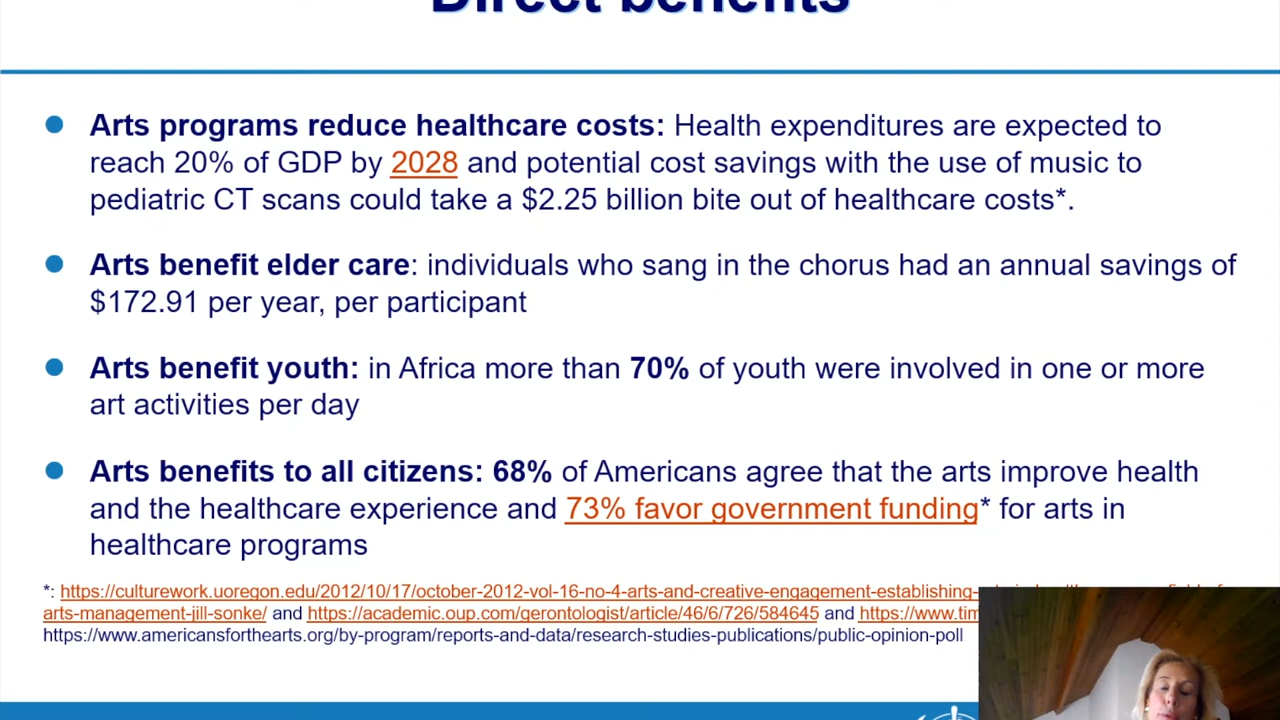 Direct benefits
Arts programs reduce healthcare costs: Health expenditures are expected to
reach 20% of GDP by 2028 and potential cost savings with the use of music to
pediatric CT scans could take a $2.25 billion bite out of healthcare costs*.
Arts benefit elder care: individuals who sang in the chorus had an annual savings of
$172.91 per year, per participant
Arts benefit youth: in Africa more than 70% of youth were involved in one or more
art activities per day
Arts benefits to all citizens: 68% of Americans agree that the arts improve health
and the healthcare experience and 73% favor government funding* for arts in
healthcare programs
*: https://culturework.uoregon.edu/2012/10/17/october-2012-vol-16-no-4-arts-and-creative-engagement-establishing-
arts-management-jill-sonke/ and https://academic.oup.com/gerontologist/article/46/6/726/584645 and https://www.tim
https://www.americansforthearts.org/by-program/reports-and-data/research-studies-publications/public-opinion-poll